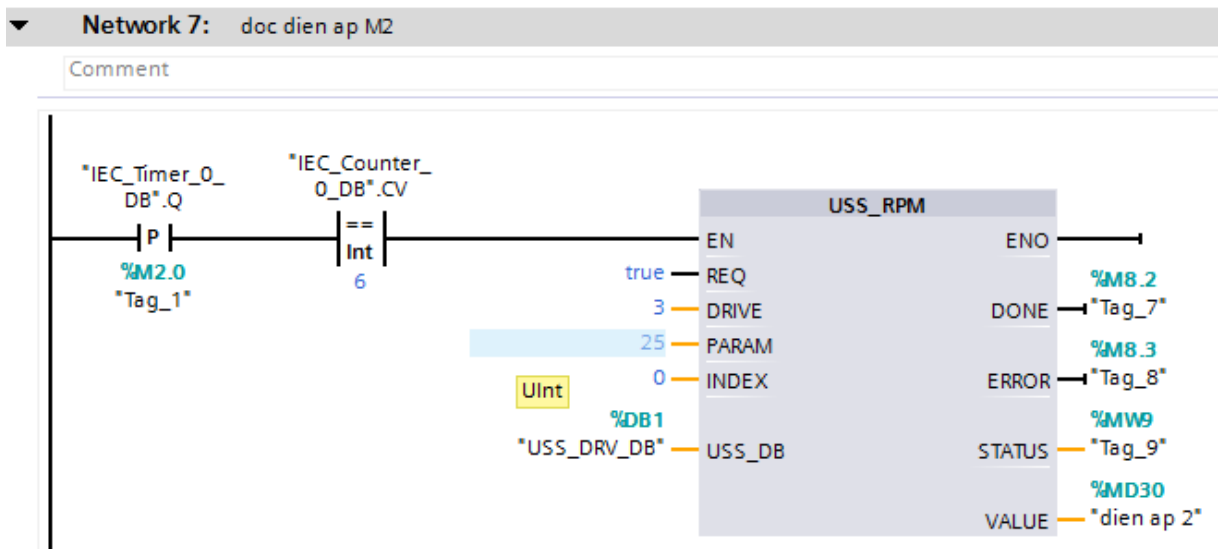 Network 7: doc dien ap M2
Comment
"IEC_Timer_0_
DB".Q
P
%M2.0
"Tag_1"
"IEC_Counter_
0_DB".CV
==
Int
6
USS_RPM
EN
ENO
true
REQ
3
DRIVE
25
PARAM
0
INDEX
UInt
%DB1
"USS_DRV_DB"
USS_DB
%M8.2
DONE
"Tag_7"
%M8.3
ERROR
"Tag_8"
%MW9
STATUS
"Tag_9"
%MD30
VALUE
"dien ap 2"